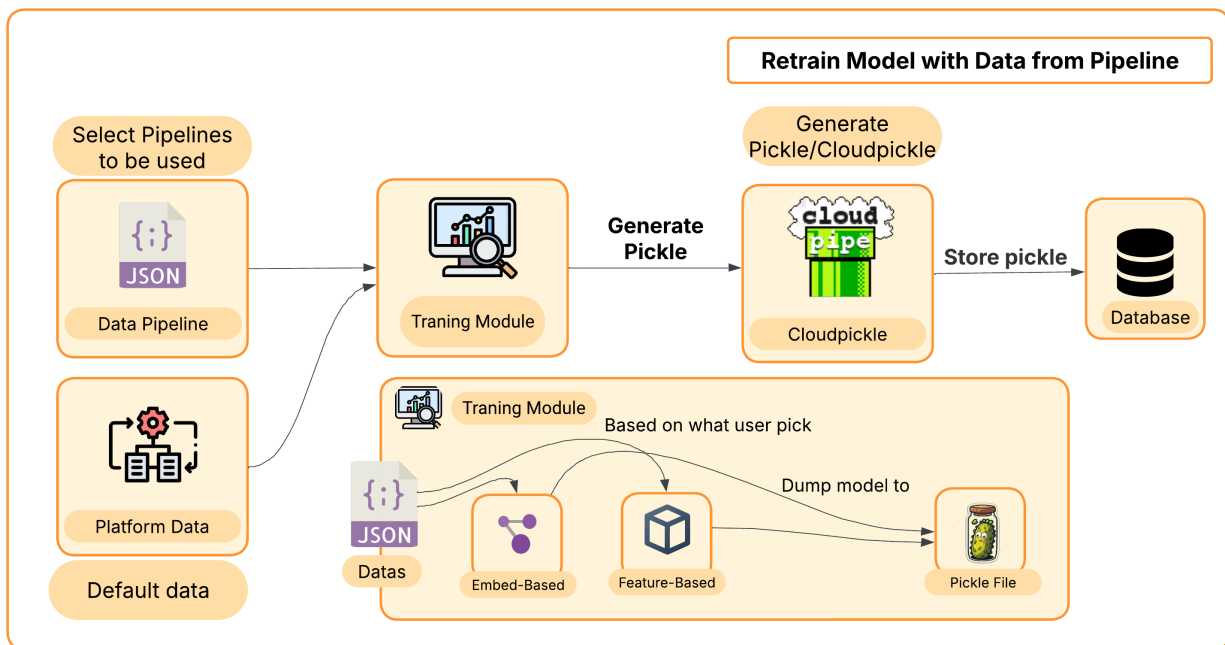 Retrain Model with Data from Pipeline
Select Pipelines
to be used
{;}
JSON
Data Pipeline
Traning Module
Generate
Pickle
Generate
Pickle/Cloudpickle
cloud
pipe
Cloudpickle
Store pickle
Database
Platform Data
Default data
Traning Module
Based on what user pick
Dump model to
{;}
JSON
Datas
Embed-Based
Feature-Based
Pickle File